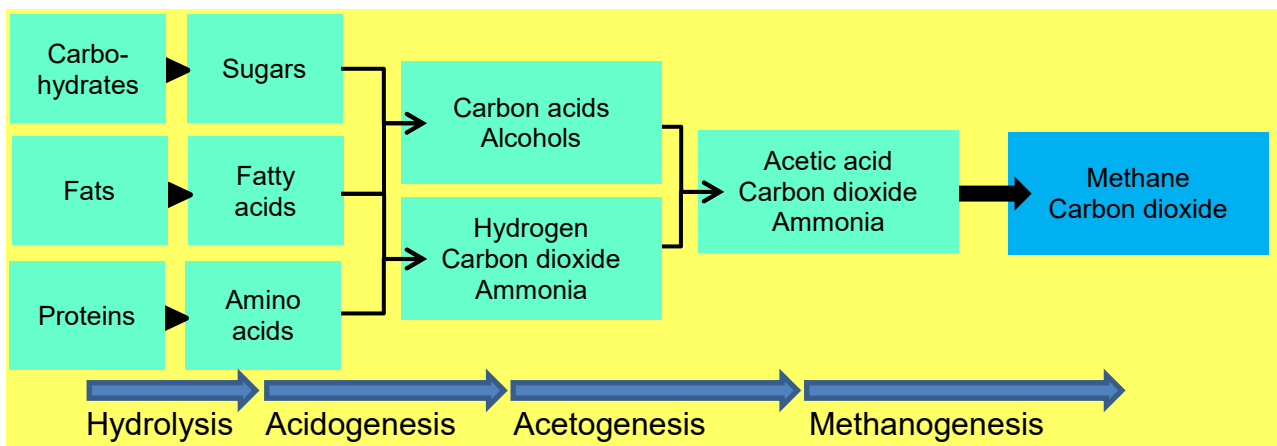 Carbo-
hydrates
Sugars
Fats
Fatty
acids
Proteins
Amino
acids
Carbon acids
Alcohols
Hydrogen
Carbon dioxide
Ammonia
Acetic acid
Carbon dioxide
Ammonia
Methane
Carbon dioxide
Hydrolysis
Acidogenesis
Acetogenesis
Methanogenesis